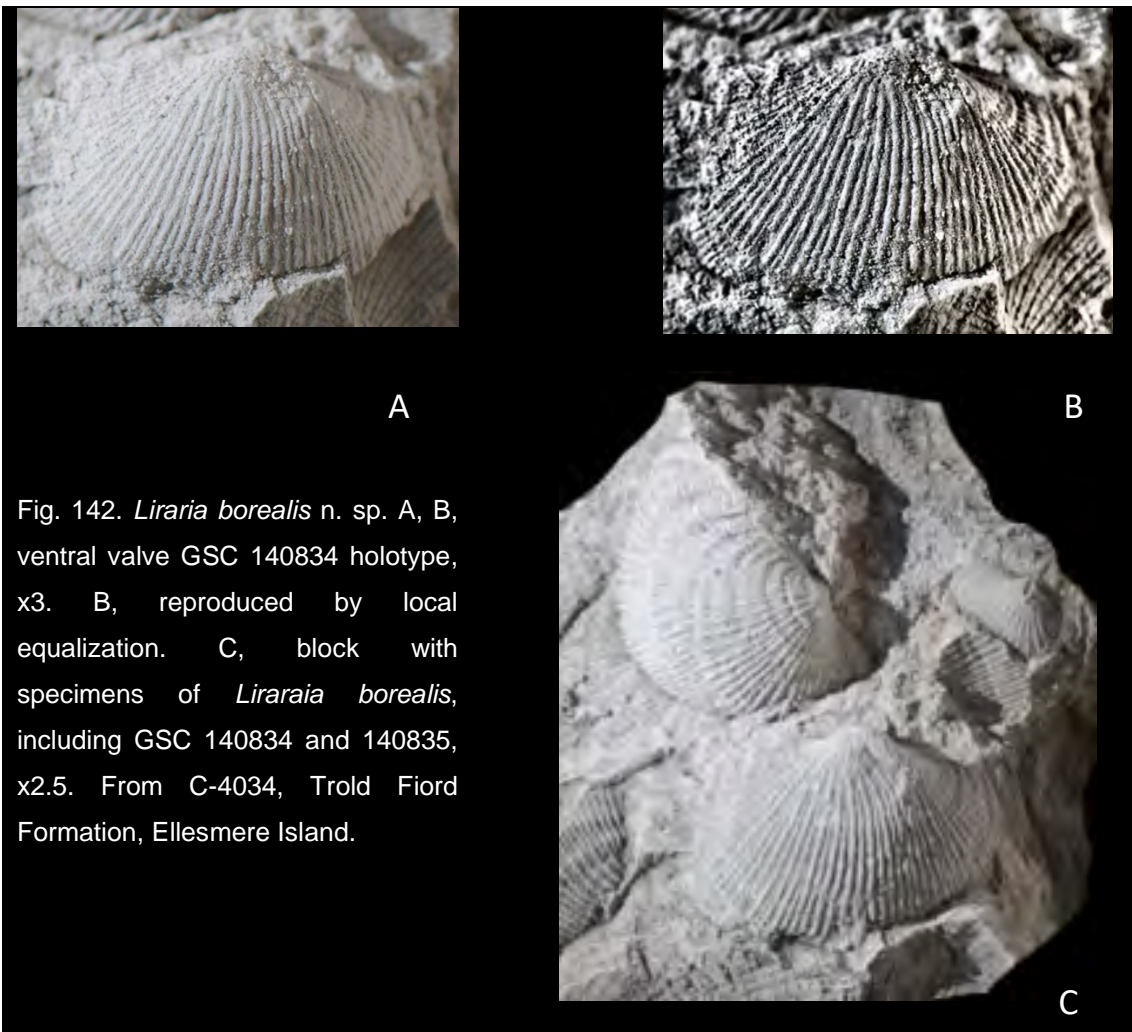 A
B
Fig. 142. Liraria borealis n. sp. A, B,
ventral valve GSC 140834 holotype,
x3. B, reproduced by local
equalization. C, block with
specimens of Liraraia borealis,
including GSC 140834 and 140835,
x2.5. From C-4034, Trold Fiord
Formation, Ellesmere Island.
C